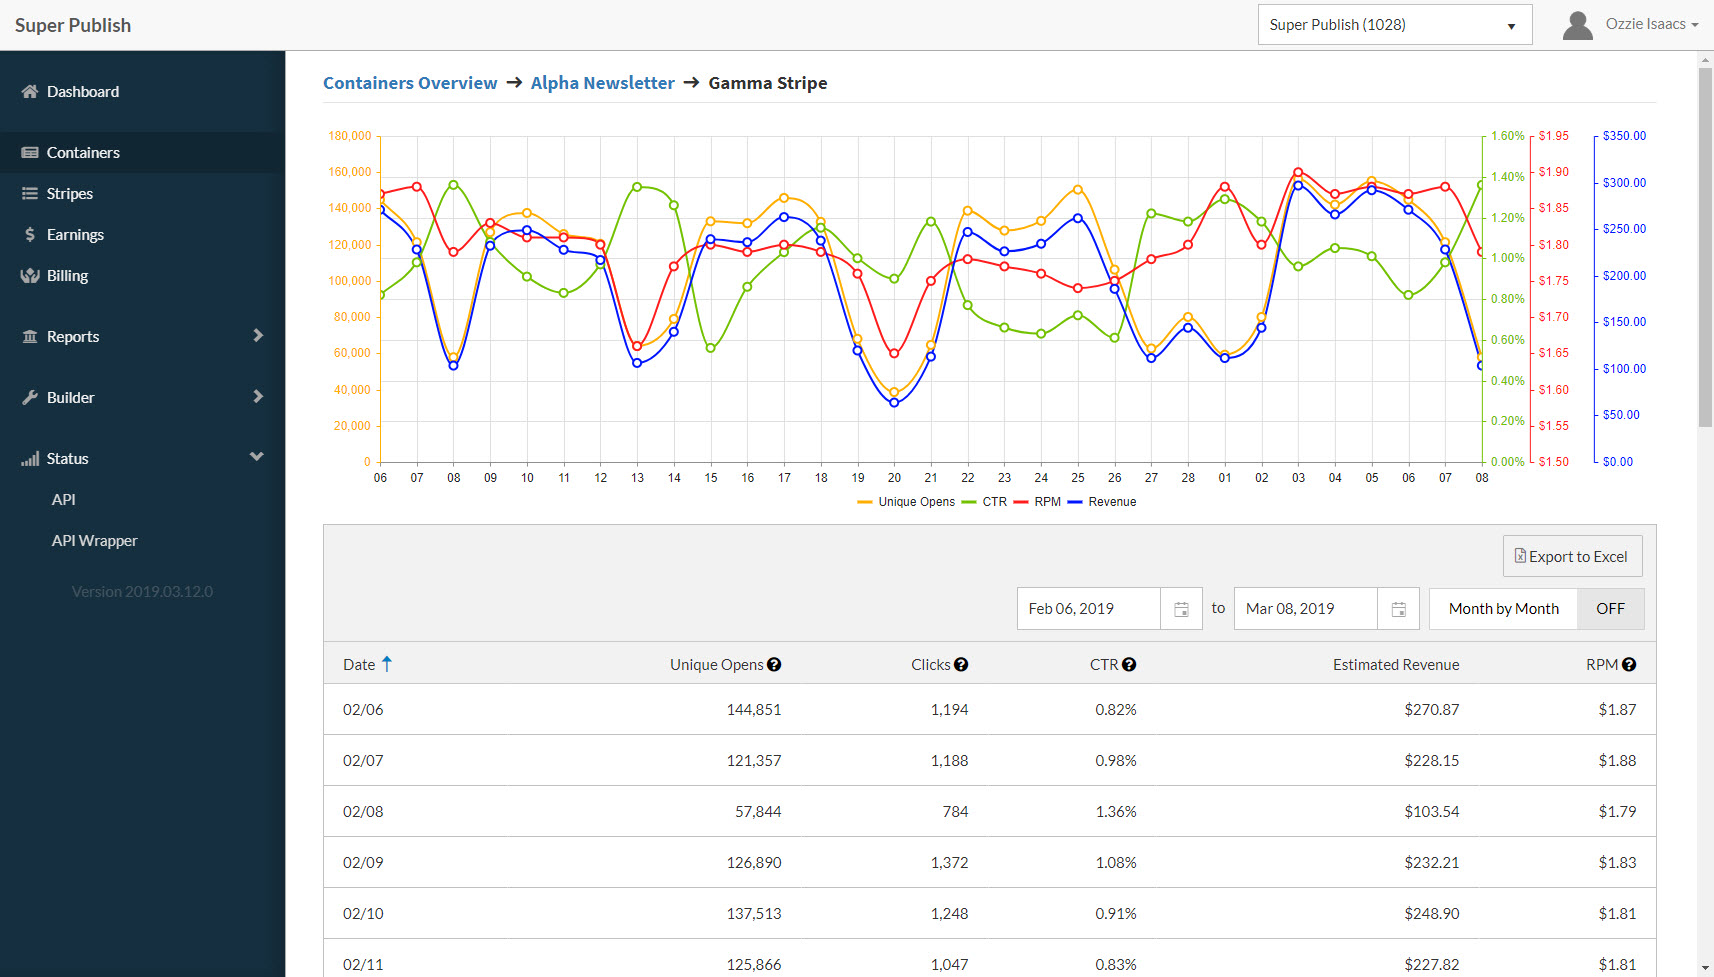 Super Publish
Super Publish (1028)
Ozzie Isaacs
Dashboard
Containers
Stripes
Earnings
Billing
Reports
Builder
Status
API
API Wrapper
Version 2019.03.12.0
Containers Overview → Alpha Newsletter → Gamma Stripe
180,000
160,000
140,000
120,000
100,000
80,000
60,000
40,000
20,000
0
1.60%
1.40%
1.20%
1.00%
0.80%
0.60%
0.40%
0.20%
0.00%
$1.95
$1.90
$1.85
$1.80
$1.75
$1.70
$1.65
$1.60
$1.55
$1.50
$350.00
$300.00
$250.00
$200.00
$150.00
$100.00
$50.00
$0.00
06 07 08 09 10 11 12 13 14 15 16 17 18 19 20 21 22 23 24 25 26 27 28 01 02 03 04 05 06 07 08
Unique Opens CTR RPM Revenue
Export to Excel
Feb 06, 2019 to Mar 08, 2019 Month by Month OFF
Date Unique Opens Clicks CTR Estimated Revenue RPM
02/06 144,851 1,194 0.82% $270.87 $1.87
02/07 121,357 1,188 0.98% $228.15 $1.88
02/08 57,844 784 1.36% $103.54 $1.79
02/09 126,890 1,372 1.08% $232.21 $1.83
02/10 137,513 1,248 0.91% $248.90 $1.81
02/11 125,866 1,047 0.83% $227.82 $1.81